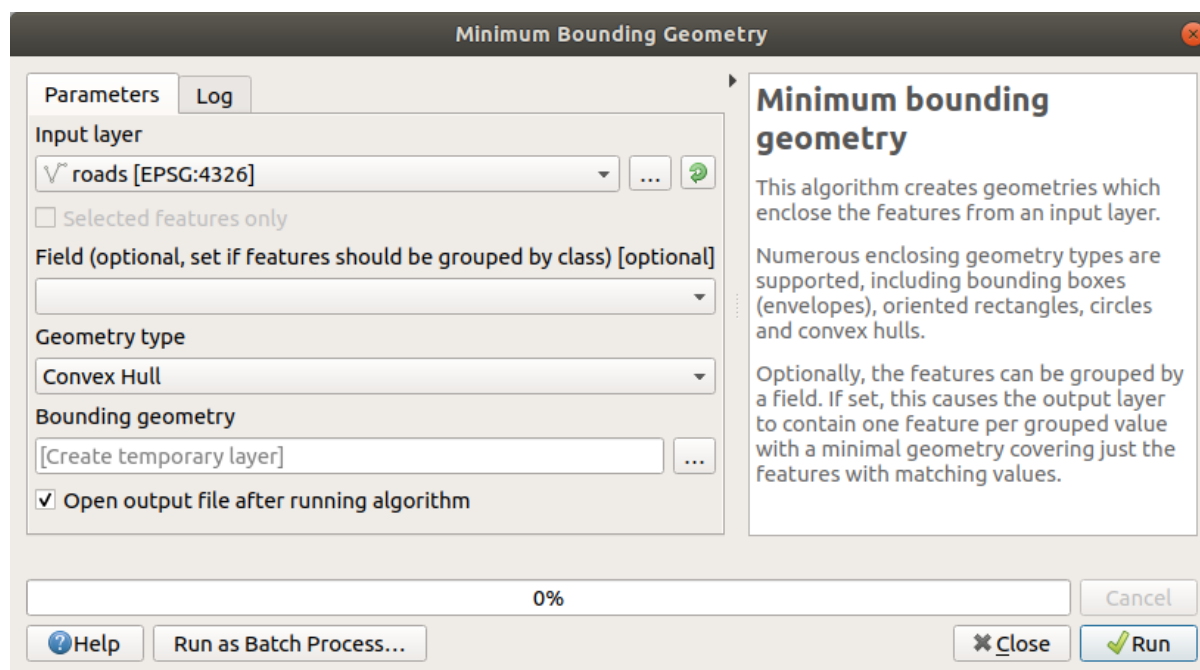 Minimum Bounding Geometry
Parameters
Log
Input layer
roads [EPSG:4326]
...
Selected features only
Field (optional, set if features should be grouped by class) [optional]
Geometry type
Convex Hull
Bounding geometry
[Create temporary layer]
...
Open output file after running algorithm
Minimum bounding
geometry
This algorithm creates geometries which
enclose the features from an input layer.
Numerous enclosing geometry types are
supported, including bounding boxes
(envelopes), oriented rectangles, circles
and convex hulls.
Optionally, the features can be grouped by
a field. If set, this causes the output layer
to contain one feature per grouped value
with a minimal geometry covering just the
features with matching values.
0%
Cancel
Help
Run as Batch Process...
Close
Run